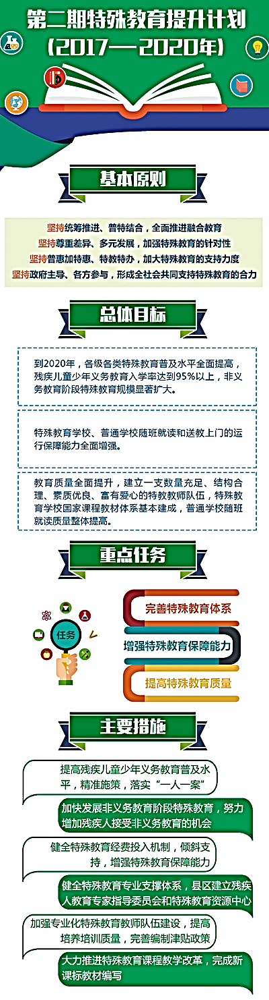 第二期特殊教育提升计划
(2017——2020年)
基本原则
坚持统筹推进、普特结合，全面推进融合教育
坚持尊重差异、多元发展，加强特殊教育的针对性
坚持普惠加特惠、特教特办，加大特殊教育的支持力度
坚持政府主导、各方参与，形成全社会共同支持特殊教育的合力
总体目标
到2020年，各级各类特殊教育普及水平全面提高，
残疾儿童少年义务教育入学率达到95%以上，非义
务教育阶段特殊教育规模显著扩大。
特殊教育学校、普通学校随班就读和送教上门的运
行保障能力全面增强。
教育质量全面提升，建立一支数量充足、结构合
理、素质优良、富有爱心的特教教师队伍，特殊教
育学校国家课程教材体系基本建成，普通学校随班
就读质量整体提高。
重点任务
任务
完善特殊教育体系
增强特殊教育保障能力
提高特殊教育质量
主要措施
提高残疾儿童少年义务教育普及水
平，精准施策，落实“一人一案”
加快发展非义务教育阶段特殊教育，努力
增加残疾人接受非义务教育的机会
健全特殊教育经费投入机制，倾斜支
持，增强特殊教育保障能力
健全特殊教育专业支撑体系，县区建立残疾
人教育专家指导委员会和特殊教育资源中心
加强专业化特殊教育教师队伍建设，提高
培养培训质量，完善编制津贴政策
大力推进特殊教育课程教学改革，完成新
课标教材编写